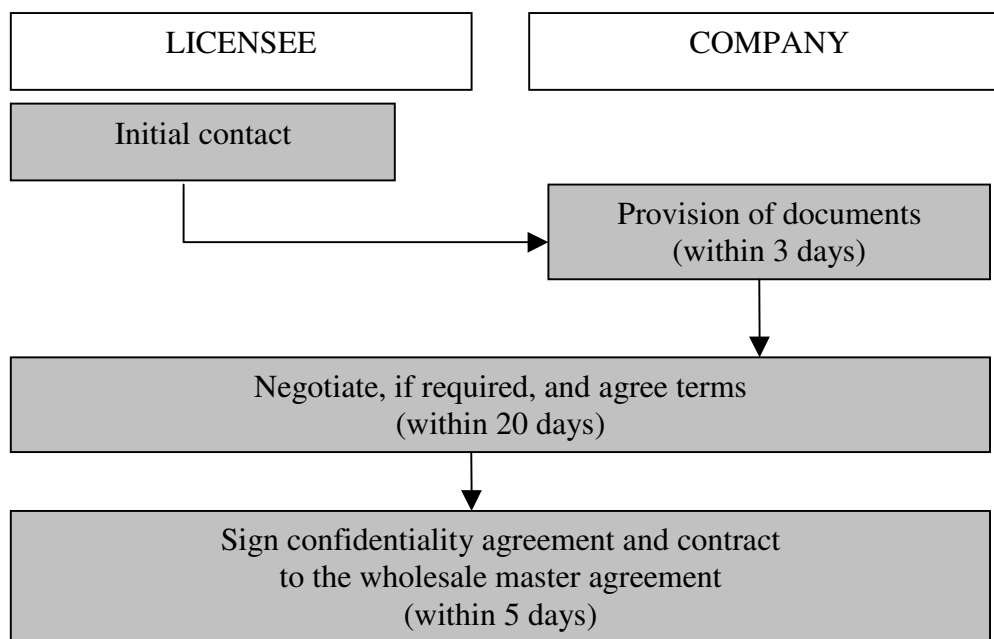 LICENSEE
COMPANY
Initial contact
Provision of documents
(within 3 days)
Negotiate, if required, and agree terms
(within 20 days)
Sign confidentiality agreement and contract
to the wholesale master agreement
(within 5 days)